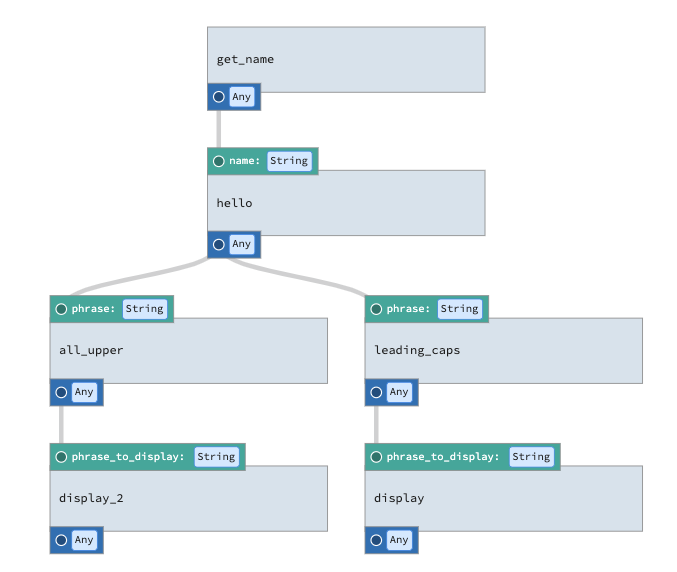 get_name
Any
name: String
hello
Any
phrase: String
phrase: String
all_upper
leading_caps
Any
Any
phrase_to_display: String
phrase_to_display: String
display_2
display
Any
Any